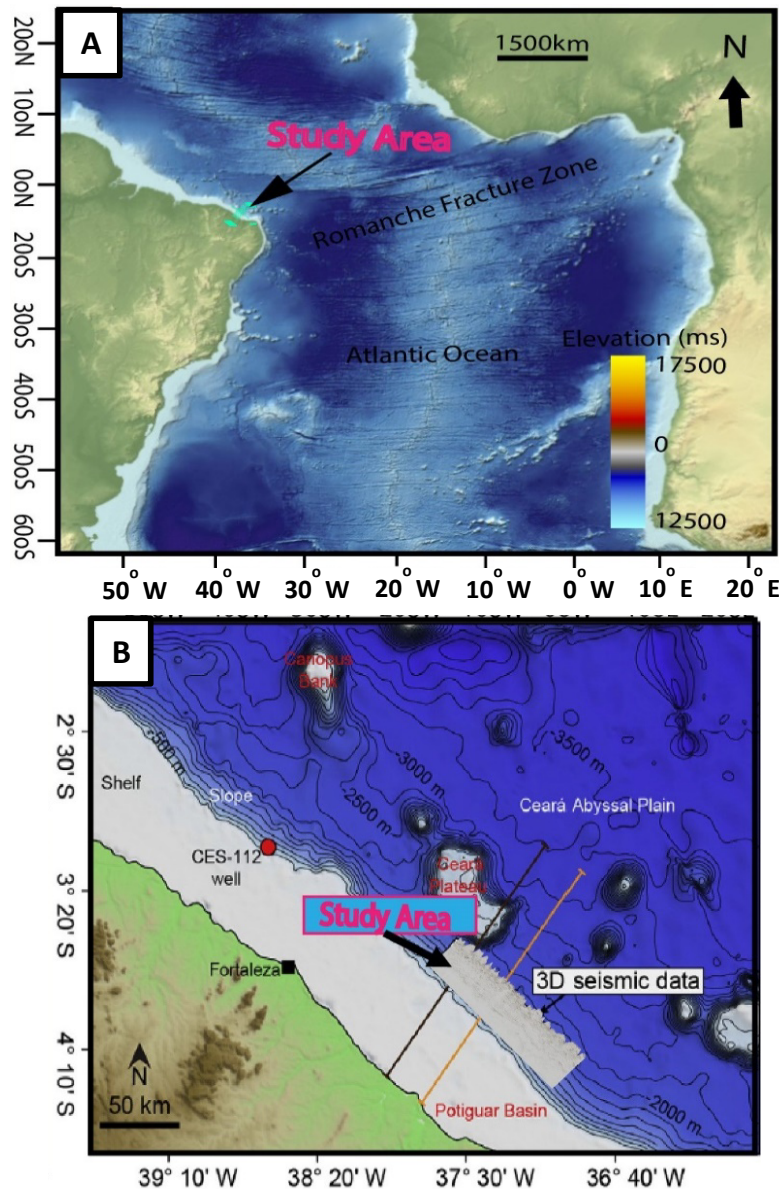 A
1500km
N
Study Area
Romanche Fracture Zone
Atlantic Ocean
Elevation (ms)
17500
0
12500
20oN
10oN
0oN
20oS
30oS
40oS
50oS
60oS
50° W
40° W
30° W
20° W
10° W
0° W
10° E
20° E
B
Canopus
Bank
-500 m
-3500 m
-3000 m
-2500 m
Shelf
Slope
Ceará Abyssal Plain
CES-112
well
Ceará
Plateau
Study Area
Fortaleza
3D seismic data
N
50 km
Potiguar Basin
-2000 m
2° 30' S
3° 20' S
4° 10' S
39° 10' W
38° 20' W
37° 30' W
36° 40' W